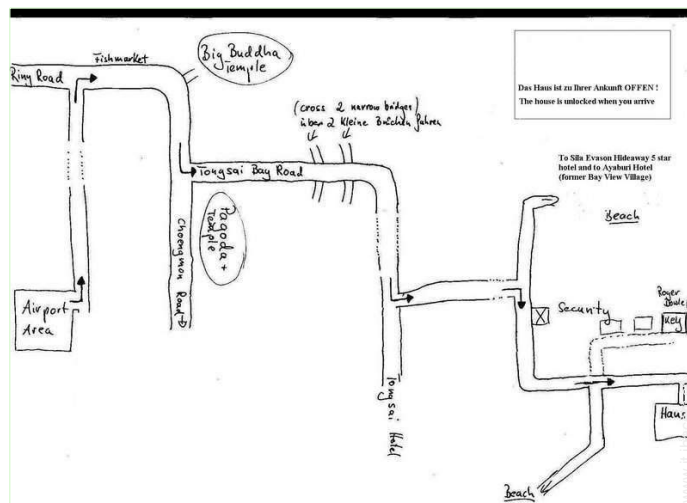 Fishmarket
Big Buddha
Temple
Ring Road
Das Haus ist zu Ihrer Ankunft OFFEN !
The house is unlocked when you arrive
(cross 2 narrow bridges)
über 2 kleine Brücken fahren
To Sila Evason Hideaway 5 star
hotel and to Ayaburi Hotel
(former Bay View Village)
Tongsai Bay Road
Pagoda +
Temple
Choengmon Road
Beach
Airport
Area
Security
Key
Tongsai Hotel
Haus
Beach